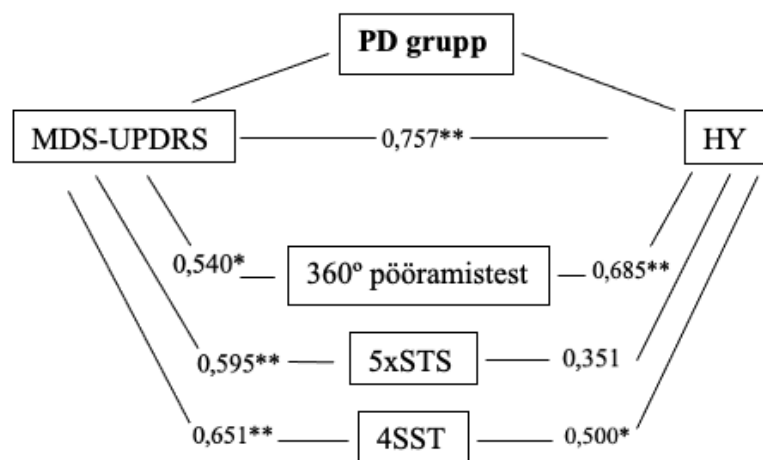 PD grupp
MDS-UPDRS 0,757** HY
0,540* 360º pööramistest 0,685**
0,595** 5xSTS 0,351
0,651** 4SST 0,500*